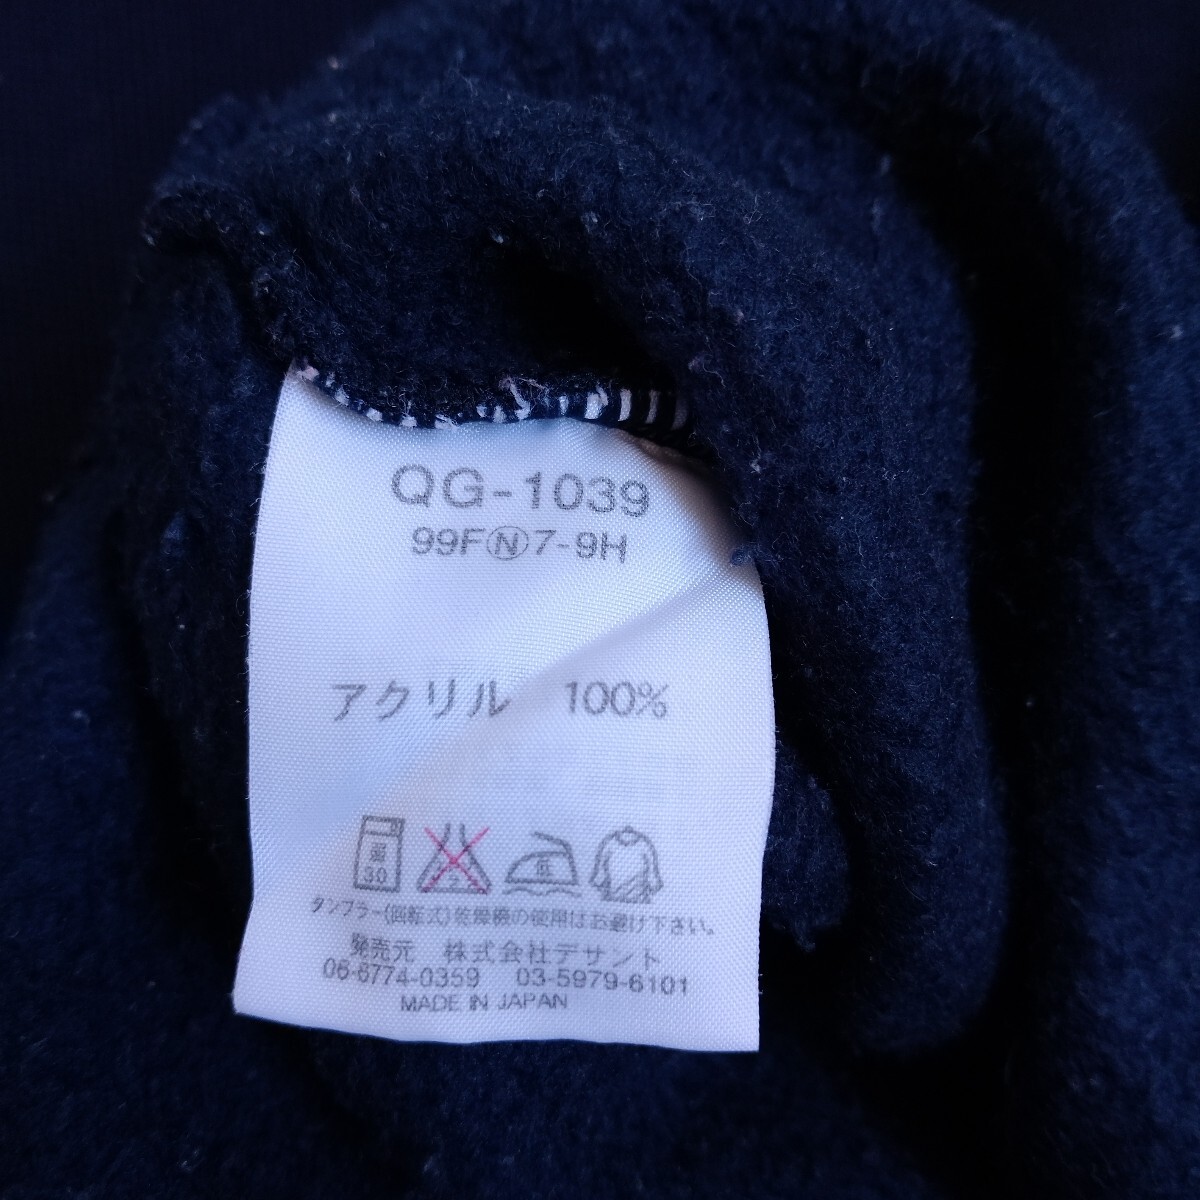 QG-1039
99FⓃ7-9H
アクリル 100%
弱
30
タンブラー(回転式)乾燥機の使用はお避け下さい。
発売元 株式会社デサント
06-6774-0359 03-5979-6101
MADE IN JAPAN